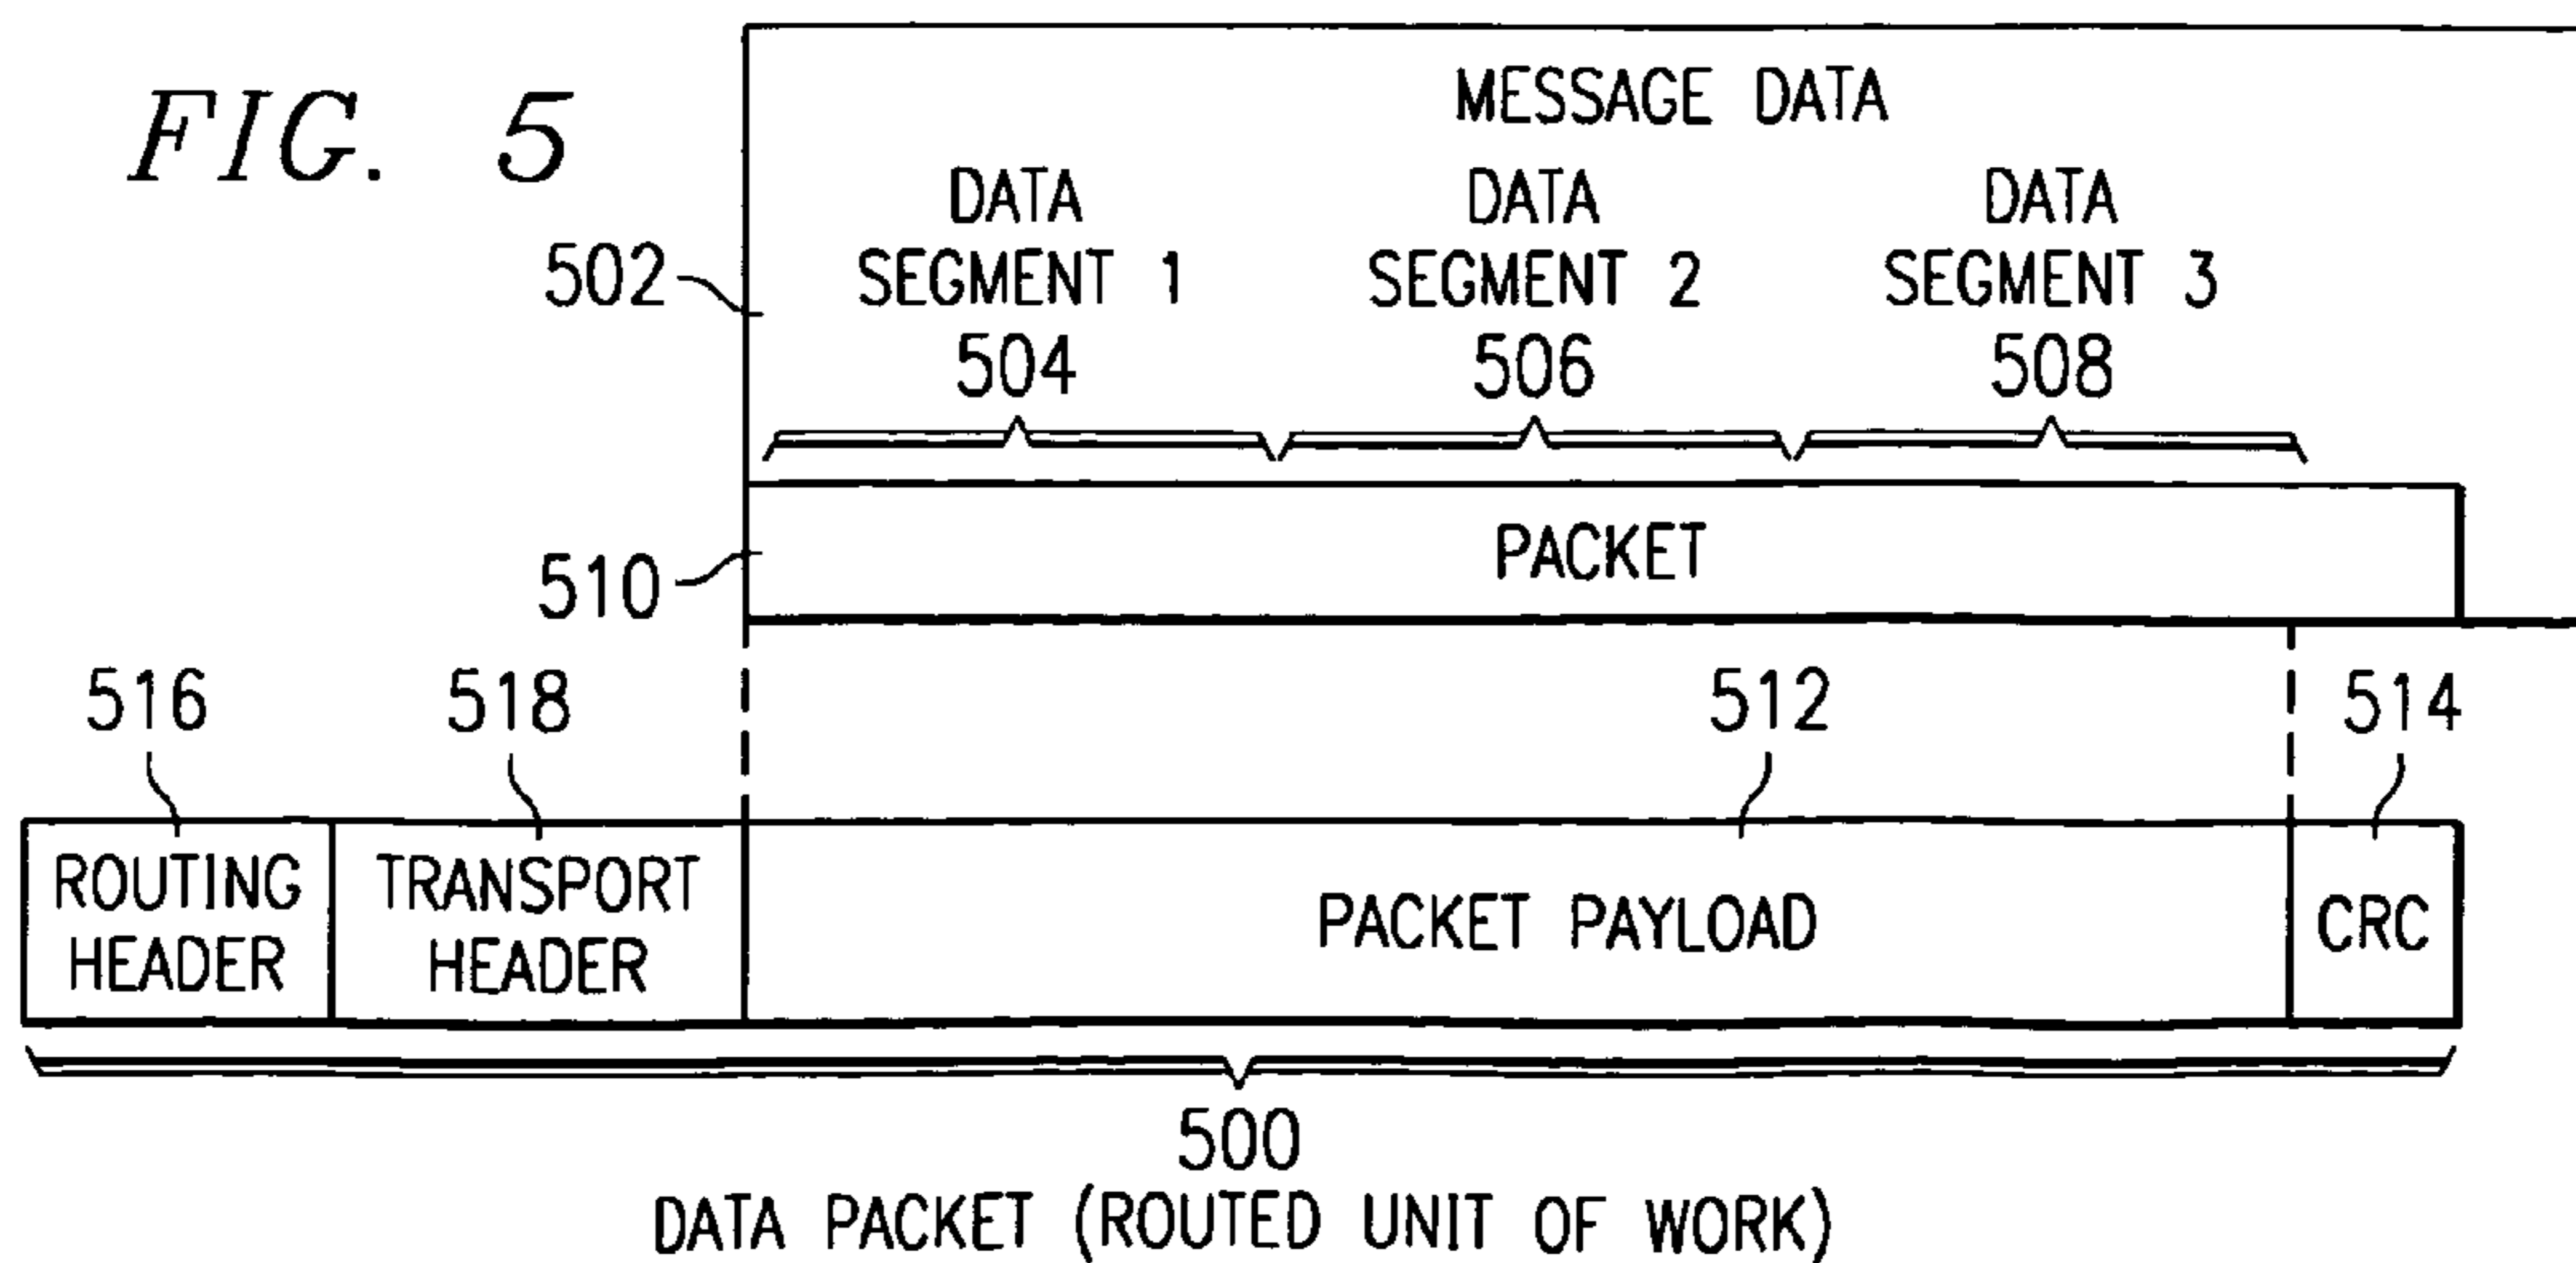 FIG. 5
MESSAGE DATA
DATA SEGMENT 1 504
DATA SEGMENT 2 506
DATA SEGMENT 3 508
502
510
PACKET
516
518
512
514
ROUTING HEADER
TRANSPORT HEADER
PACKET PAYLOAD
CRC
500
DATA PACKET (ROUTED UNIT OF WORK)